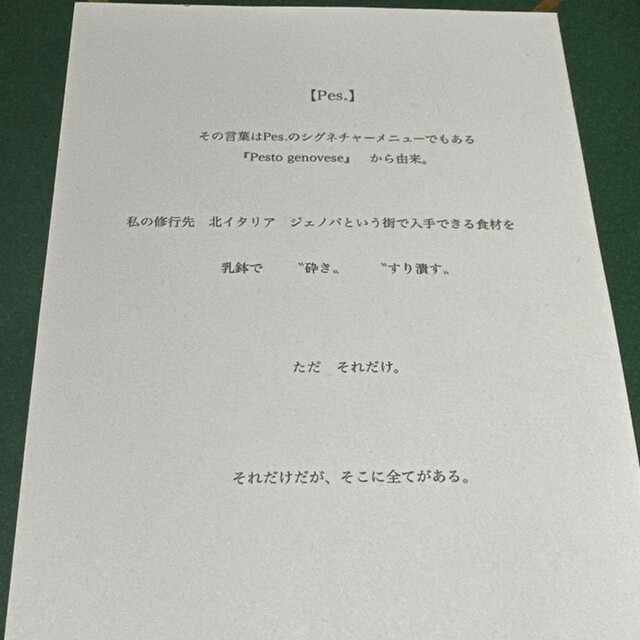 【Pes.】
その言葉はPes.のシグネチャーメニューでもある
『Pesto genovese』　から由来。
私の修行先　北イタリア　ジェノバという街で入手できる食材を
乳鉢で　　〝砕き〟　　〝すり潰す〟
ただ　それだけ。
それだけだが、そこに全てがある。